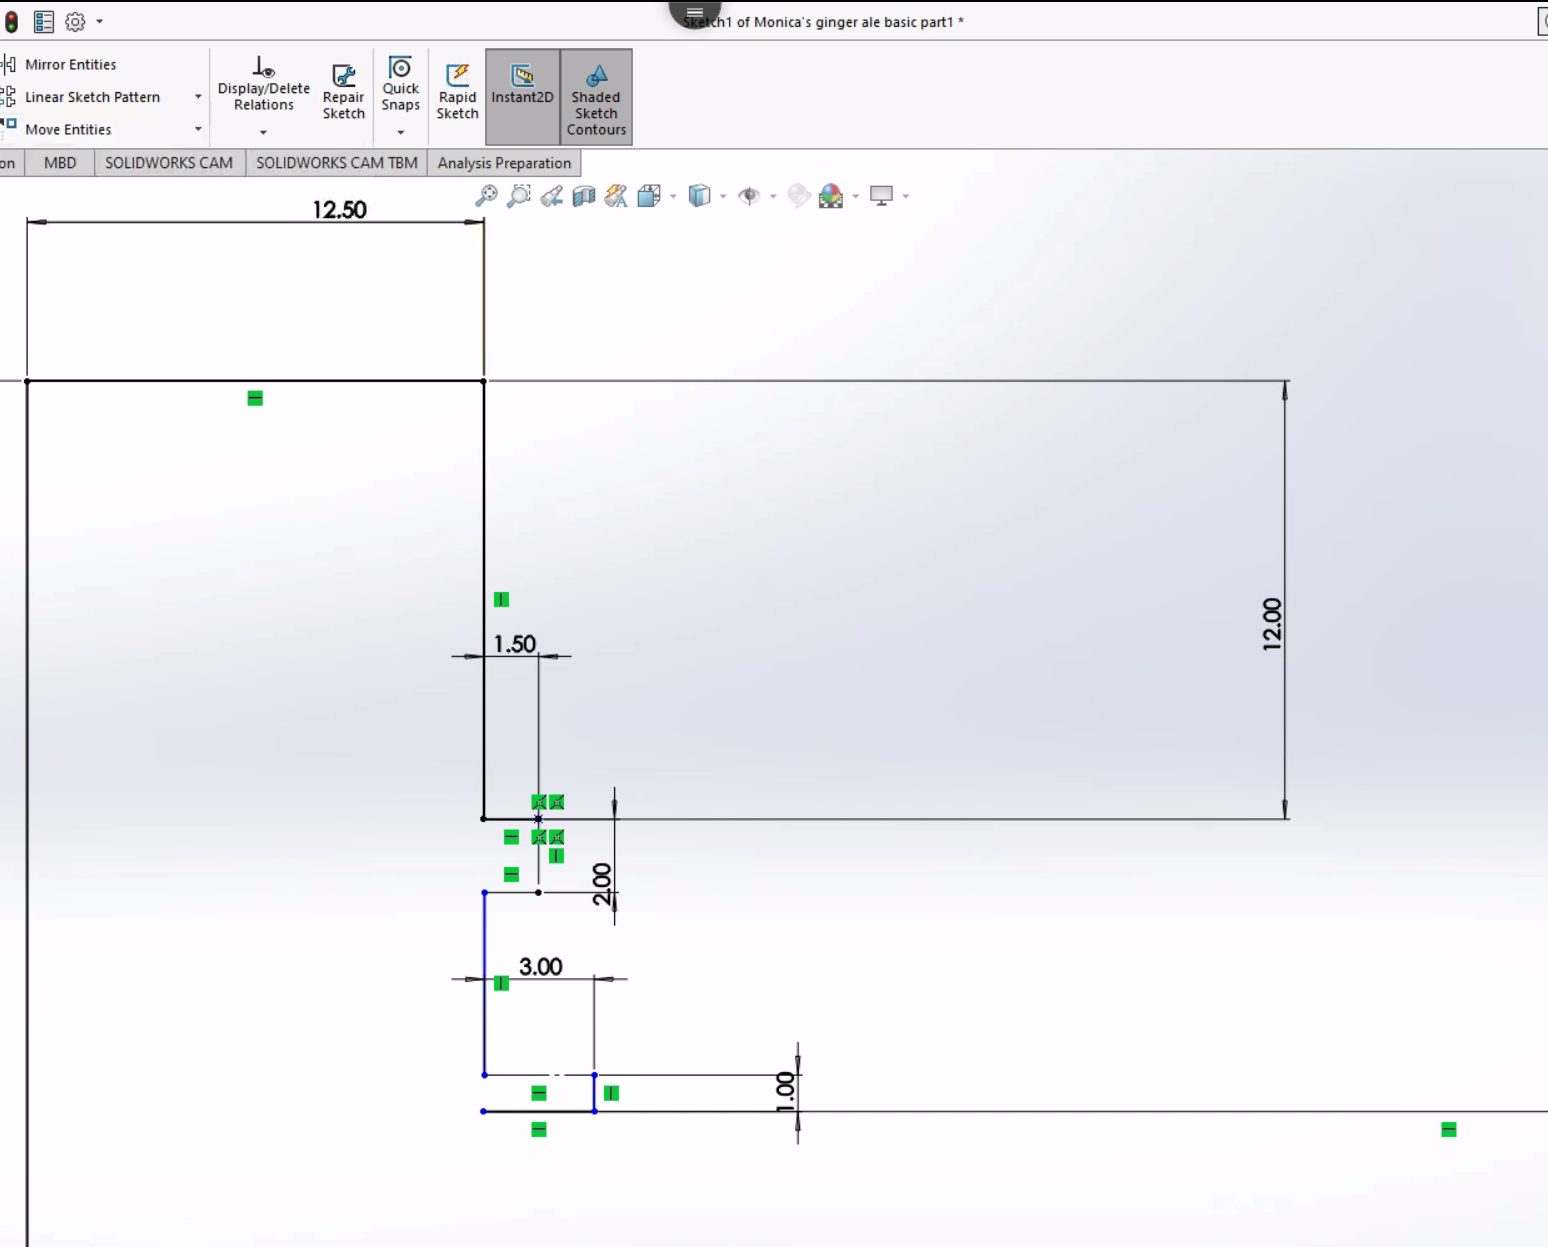 Sketch1 of Monica's ginger ale basic part1 *
Mirror Entities
Linear Sketch Pattern
Move Entities
Display/Delete
Relations
Repair
Sketch
Quick
Snaps
Rapid
Sketch
Instant2D
Shaded
Sketch
Contours
on
MBD
SOLIDWORKS CAM
SOLIDWORKS CAM TBM
Analysis Preparation
12.50
12.00
1.50
2.00
3.00
1.00